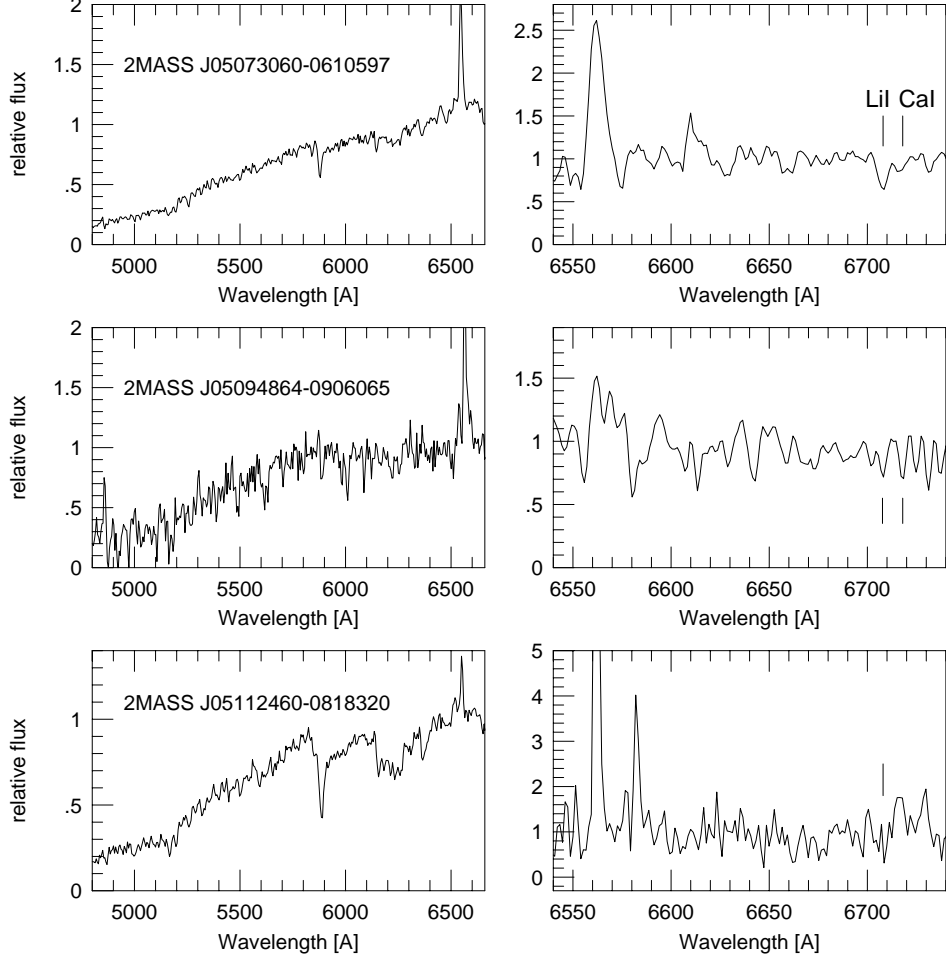 2
1.5
1
.5
0
relative flux
2MASS J05073060-0610597
5000 5500 6000 6500
Wavelength [A]
2.5
2
1.5
1
.5
0
LiI CaI
6550 6600 6650 6700
Wavelength [A]
2
1.5
1
.5
0
relative flux
2MASS J05094864-0906065
5000 5500 6000 6500
Wavelength [A]
1.5
1
.5
0
6550 6600 6650 6700
Wavelength [A]
1
.5
0
relative flux
2MASS J05112460-0818320
5000 5500 6000 6500
Wavelength [A]
5
4
3
2
1
0
6550 6600 6650 6700
Wavelength [A]